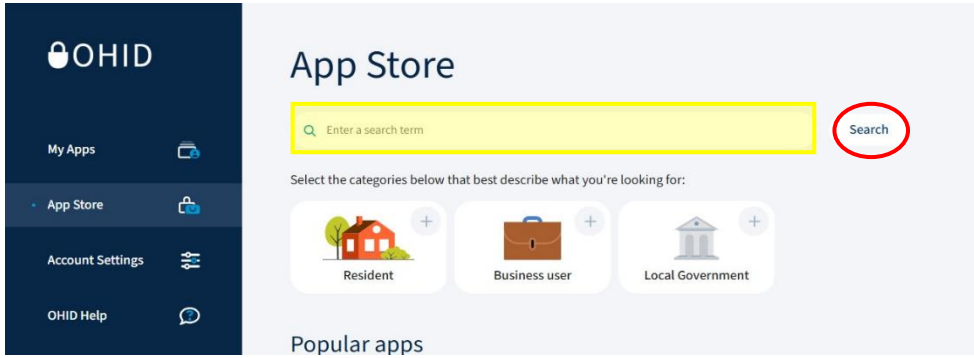 OHID
My Apps
App Store
Account Settings
OHID Help
App Store
Enter a search term
Search
Select the categories below that best describe what you're looking for:
Resident
Business user
Local Government
Popular apps